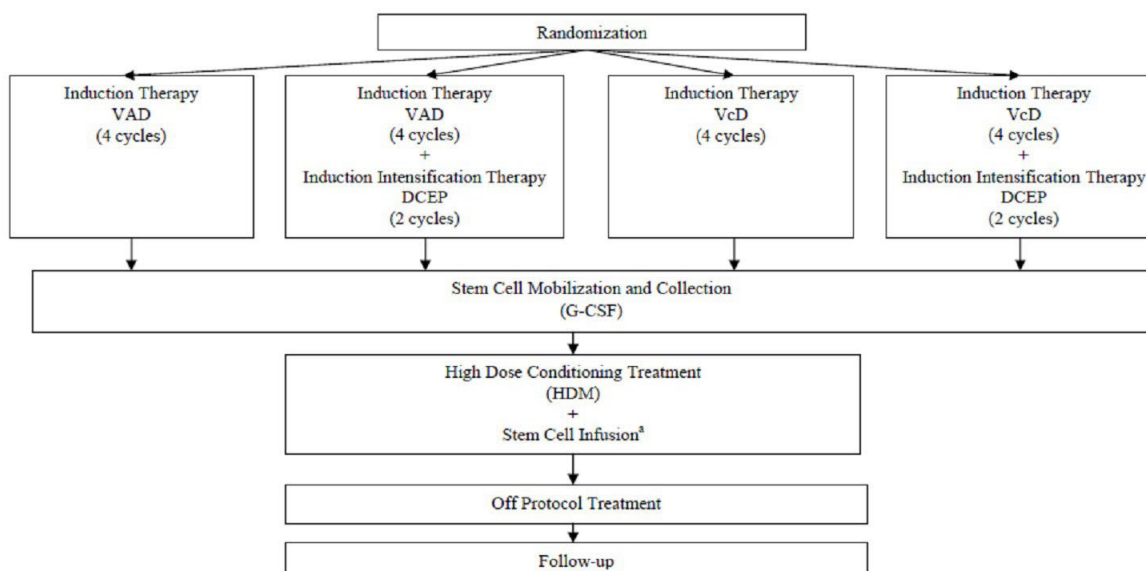 Randomization
Induction Therapy
VAD
(4 cycles)
Induction Therapy
VAD
(4 cycles)
+
Induction Intensification Therapy
DCEP
(2 cycles)
Induction Therapy
VcD
(4 cycles)
Induction Therapy
VcD
(4 cycles)
+
Induction Intensification Therapy
DCEP
(2 cycles)
Stem Cell Mobilization and Collection
(G-CSF)
High Dose Conditioning Treatment
(HDM)
+
Stem Cell Infusionᵃ
Off Protocol Treatment
Follow-up